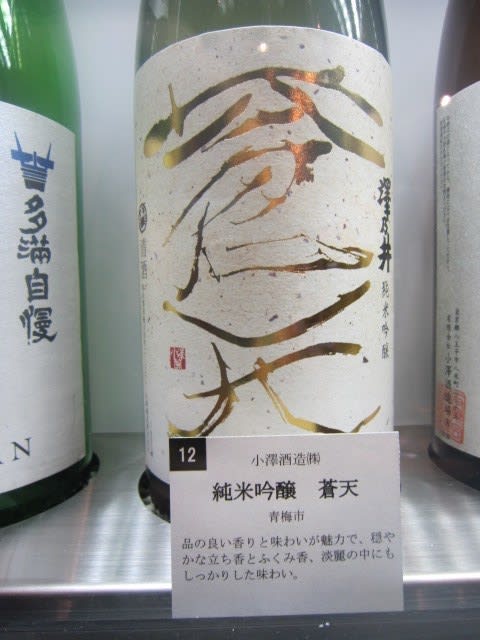 多満自慢
AN
蒼天
澤乃井
純米吟醸
清酒
12
小澤酒造㈱
純米吟醸 蒼天
青梅市
品の良い香りと味わいが魅力で、穏や
かな立ち香とふくみ香、淡麗の中にも
しっかりした味わい。